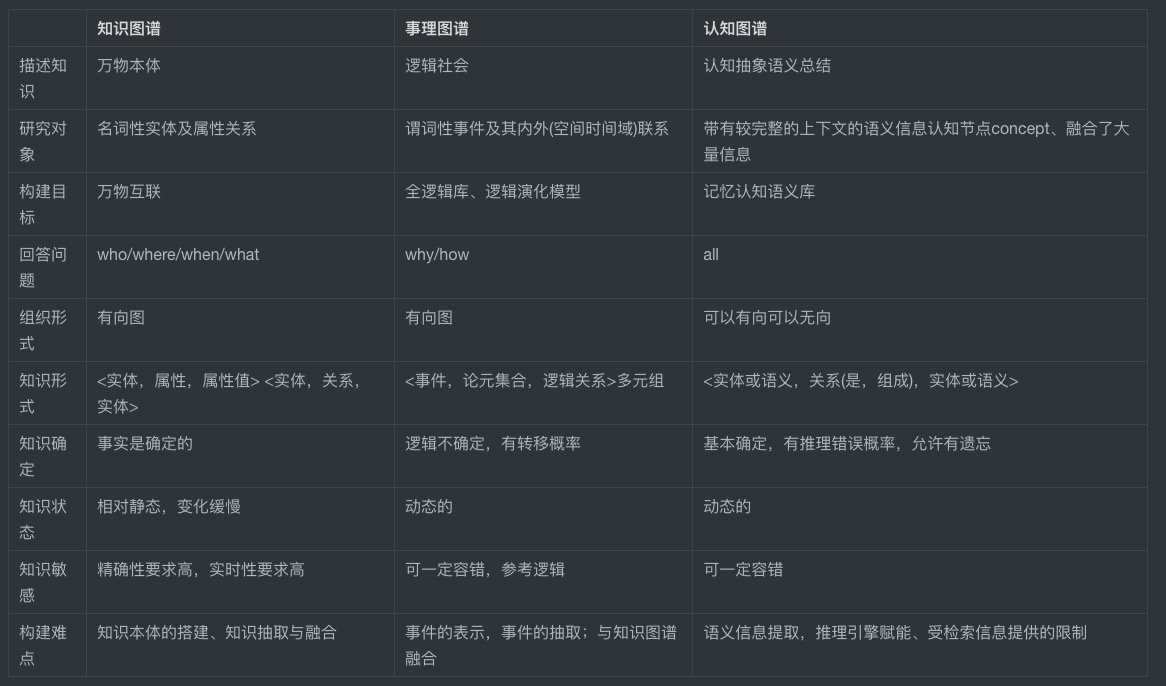 知识图谱 事理图谱 认知图谱
描述知 万物本体 逻辑社会 认知抽象语义总结
识
研究对 名词性实体及属性关系 谓词性事件及其内外(空间时间域)联系 带有较完整的上下文的语义信息认知节点concept、融合了大
象 量信息
构建目 万物互联 全逻辑库、逻辑演化模型 记忆认知语义库
标
回答问 who/where/when/what why/how all
题
组织形 有向图 有向图 可以有向可以无向
式
知识形 <实体，属性，属性值> <实体，关系， <事件，论元集合，逻辑关系>多元组 <实体或语义，关系(是，组成)，实体或语义>
式 实体>
知识确 事实是确定的 逻辑不确定，有转移概率 基本确定，有推理错误概率，允许有遗忘
定
知识状 相对静态，变化缓慢 动态的 动态的
态
知识敏 精确性要求高，实时性要求高 可一定容错，参考逻辑 可一定容错
感
构建难 知识本体的搭建、知识抽取与融合 事件的表示，事件的抽取；与知识图谱 语义信息提取，推理引擎赋能、受检索信息提供的限制
点 融合